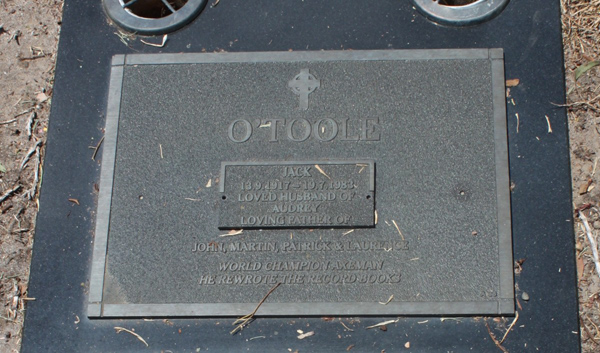 O'TOOLE
JACK
13.9.1917 – 19.7.1983
LOVED HUSBAND OF
AUDREY
LOVING FATHER OF
JOHN, MARTIN, PATRICK & LAURENCE
WORLD CHAMPION AXEMAN
HE REWROTE THE RECORD BOOKS